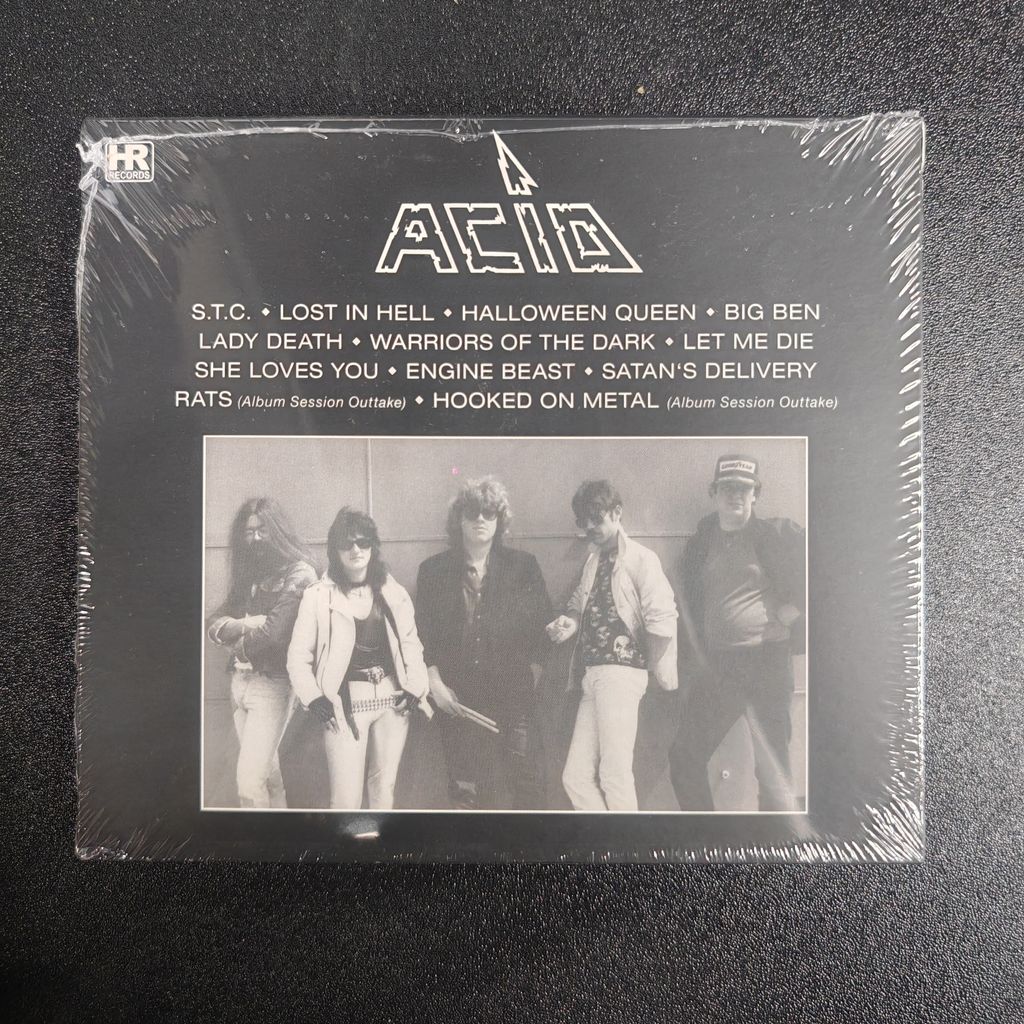 HR
RECORDS
ACID
S.T.C. • LOST IN HELL • HALLOWEEN QUEEN • BIG BEN
LADY DEATH • WARRIORS OF THE DARK • LET ME DIE
SHE LOVES YOU • ENGINE BEAST • SATAN‘S DELIVERY
RATS (Album Session Outtake) • HOOKED ON METAL (Album Session Outtake)
GOODYEAR